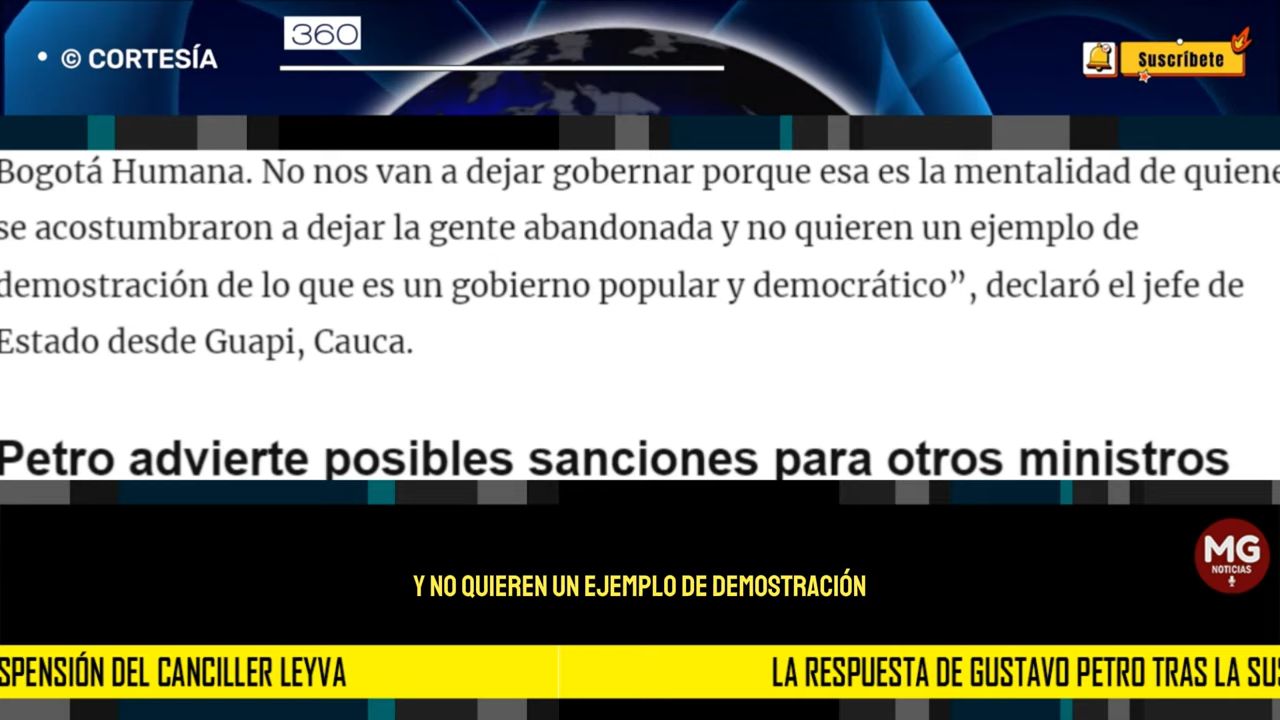 360
• © CORTESÍA
Suscríbete
Bogotá Humana. No nos van a dejar gobernar porque esa es la mentalidad de quiene
se acostumbraron a dejar la gente abandonada y no quieren un ejemplo de
demostración de lo que es un gobierno popular y democrático”, declaró el jefe de
Estado desde Guapi, Cauca.
Petro advierte posibles sanciones para otros ministros
MG
NOTICIAS
Y NO QUIEREN UN EJEMPLO DE DEMOSTRACIÓN
SPENSIÓN DEL CANCILLER LEYVA
LA RESPUESTA DE GUSTAVO PETRO TRAS LA SUS